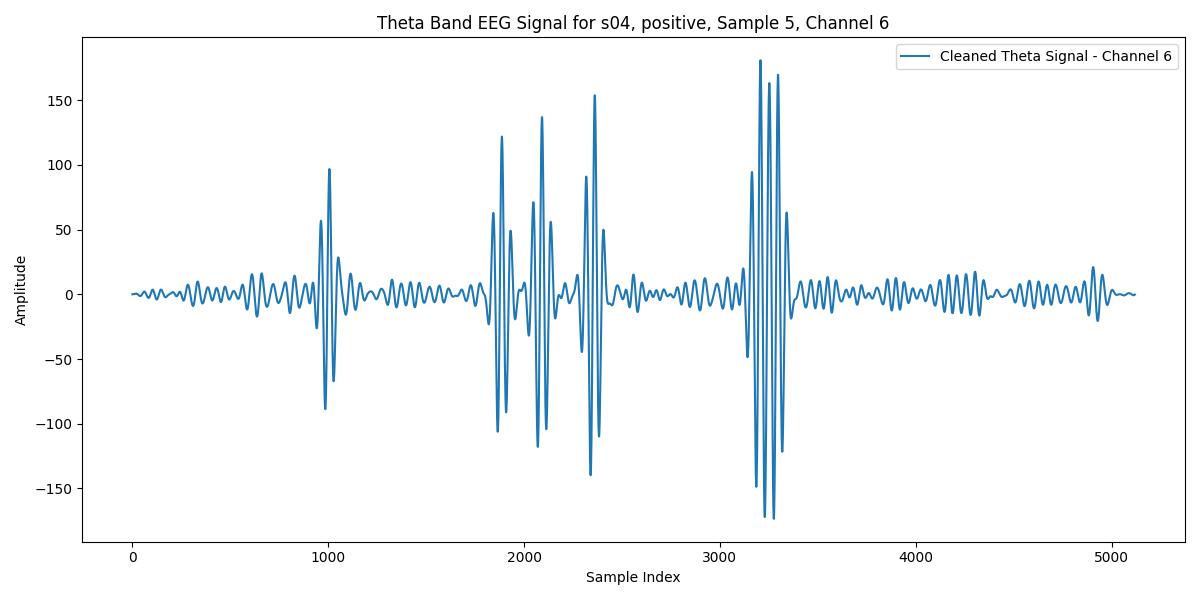 Theta Band EEG Signal for s04, positive, Sample 5, Channel 6
Cleaned Theta Signal - Channel 6
Amplitude
150
100
50
0
−50
−100
−150
0 1000 2000 3000 4000 5000
Sample Index